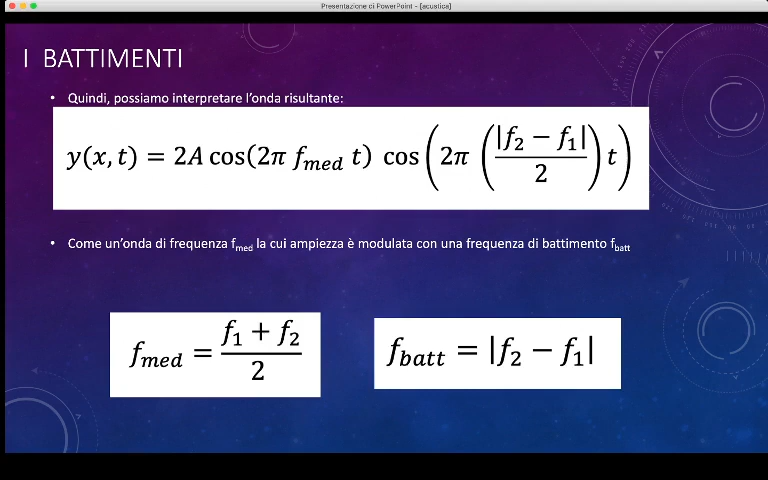 Presentazione di PowerPoint - [acustica]
I BATTIMENTI
• Quindi, possiamo interpretare l'onda risultante:
y(x, t) = 2A cos(2π f_med t) cos(2π (|f₂ − f₁| / 2) t)
• Come un'onda di frequenza f_med la cui ampiezza è modulata con una frequenza di battimento f_batt
f_med = (f₁ + f₂) / 2
f_batt = |f₂ − f₁|